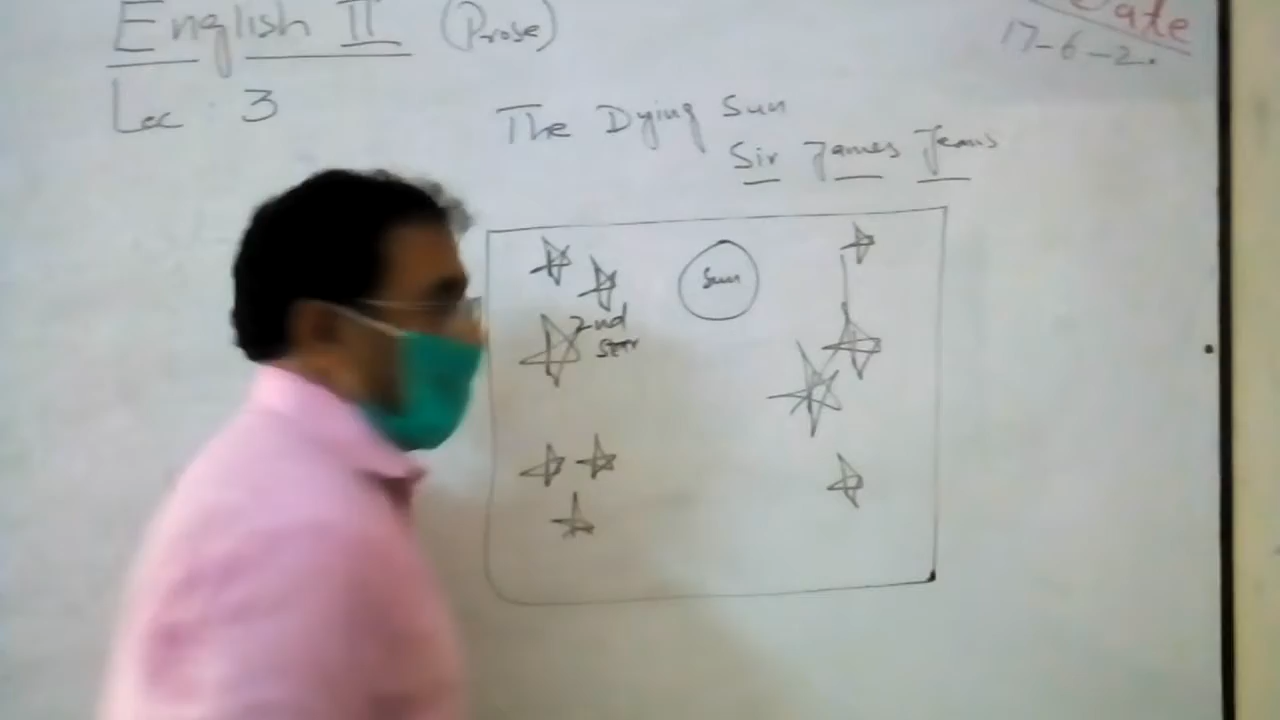 English II (Prose)
Date
17-6-2.
Lec : 3
The Dying Sun
Sir James Jeans
Sun
2nd
Star